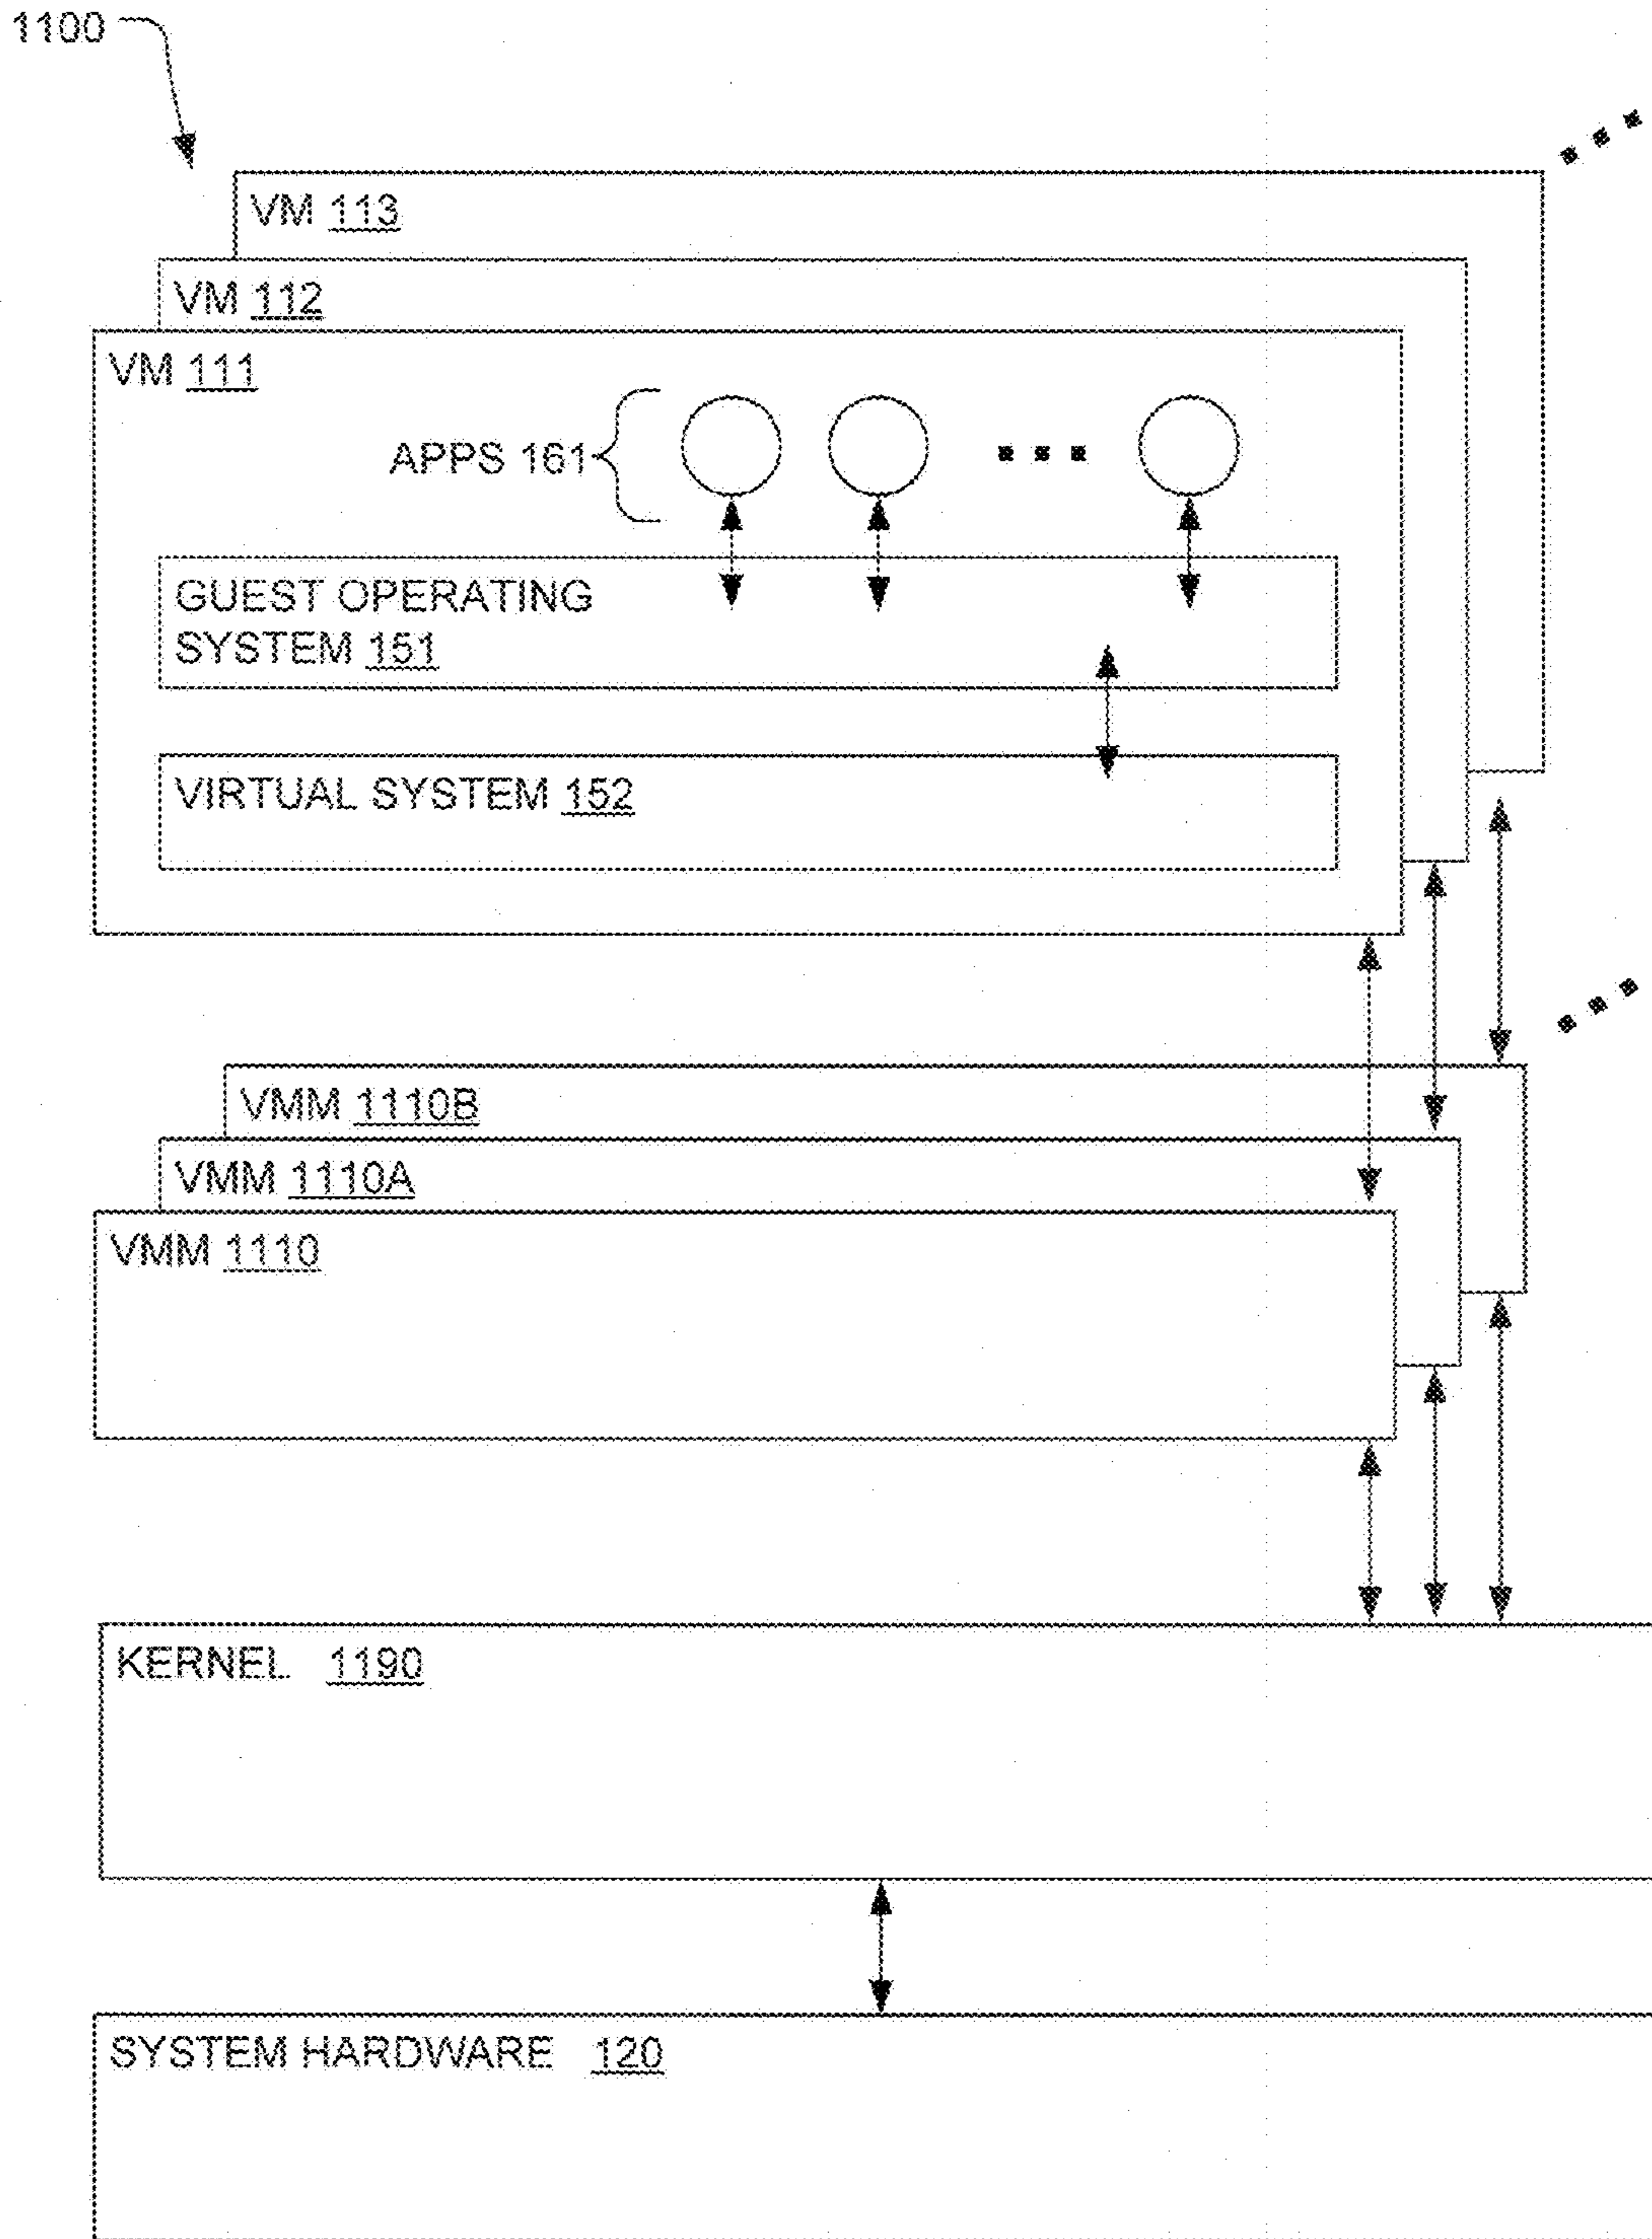 1100
VM 113
VM 112
VM 111
APPS 161
GUEST OPERATING
SYSTEM 151
VIRTUAL SYSTEM 152
VMM 1110B
VMM 1110A
VMM 1110
KERNEL 1190
SYSTEM HARDWARE 120